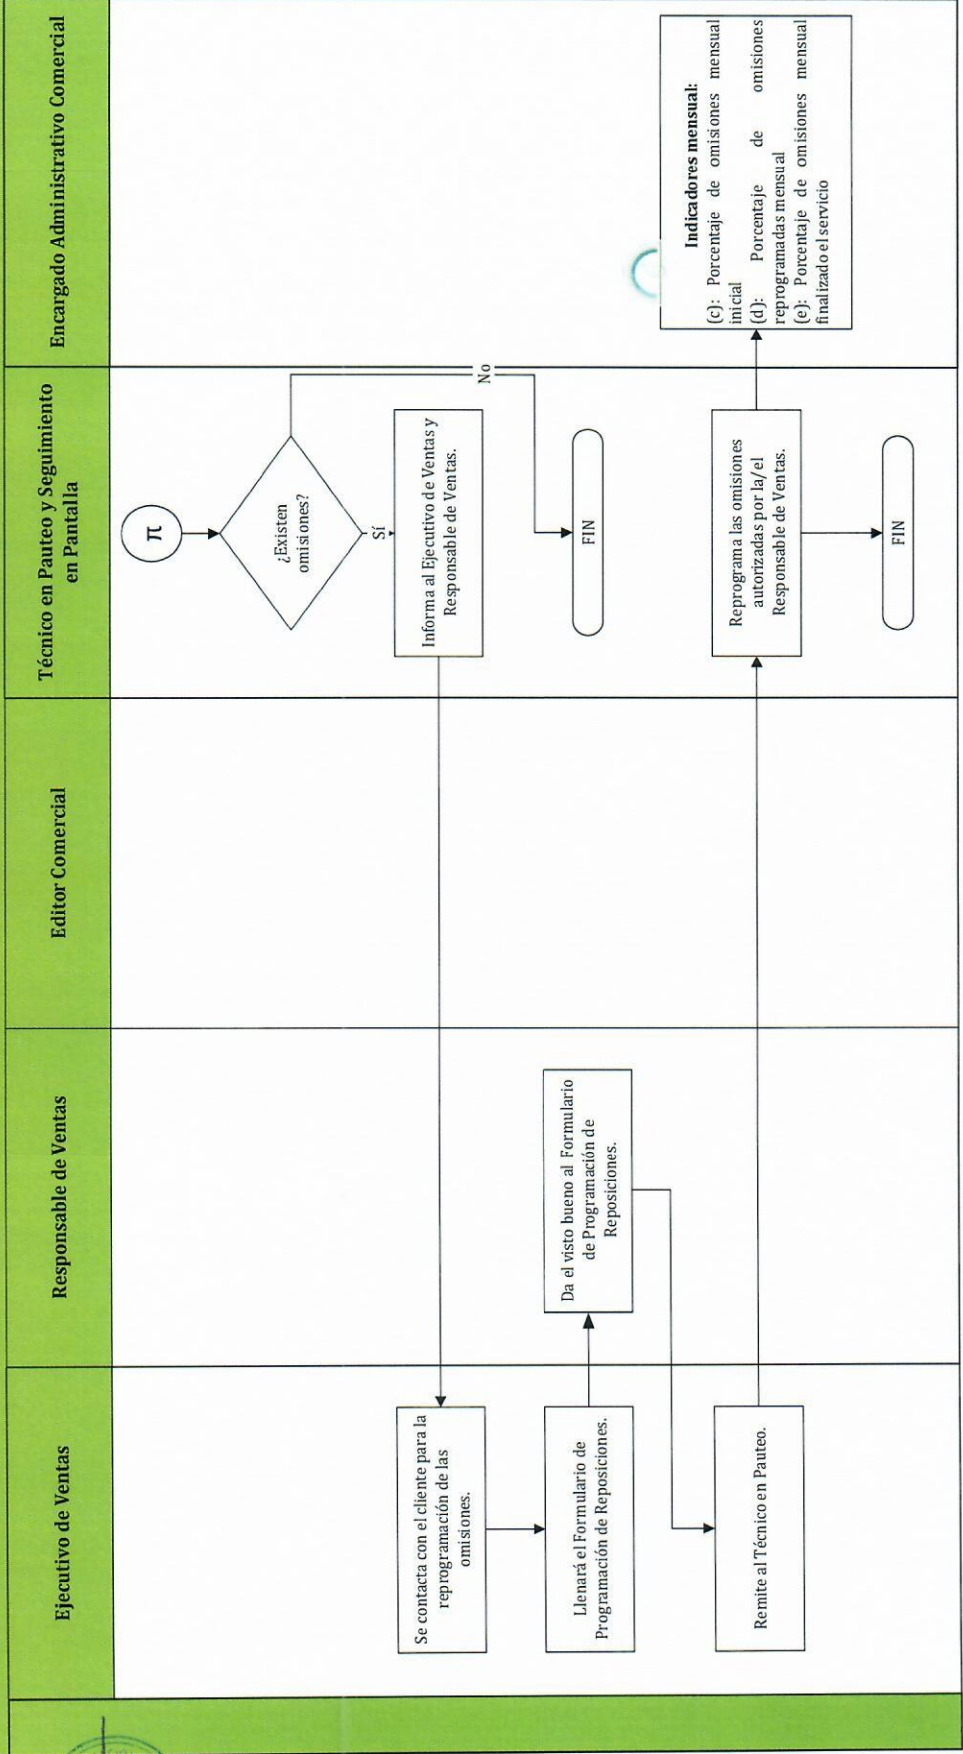 Ejecutivo de Ventas
Responsable de Ventas
Editor Comercial
Técnico en Pauteo y Seguimiento
en Pantalla
Encargado Administrativo Comercial
π
¿Existen
omisiones?
Sí
No
Informa al Ejecutivo de Ventas y
Responsable de Ventas.
Se contacta con el cliente para la
reprogramación de las
omisiones.
Llenará el Formulario de
Programación de Reposiciones.
Da el visto bueno al Formulario
de Programación de
Reposiciones.
FIN
Remite al Técnico en Pauteo.
Reprograma las omisiones
autorizadas por la/el
Responsable de Ventas.
Indicadores mensual:
(c): Porcentaje de omisiones mensual
inicial
(d): Porcentaje de omisiones
reprogramadas mensual
(e): Porcentaje de omisiones mensual
finalizado el servicio
FIN